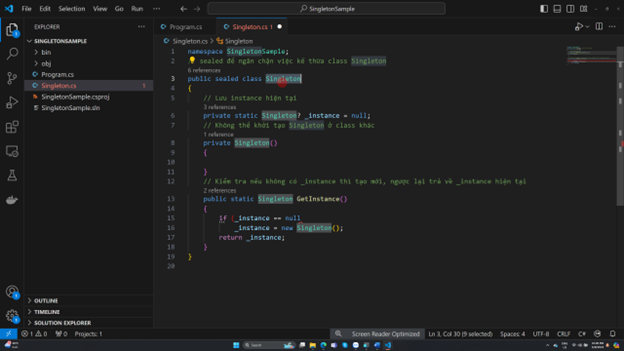 File Edit Selection View Go Run ... SingletonSample
EXPLORER ...
SINGLETONSAMPLE
bin
obj
Program.cs
Singleton.cs 1
SingletonSample.csproj
SingletonSample.sln
OUTLINE
TIMELINE
SOLUTION EXPLORER
Program.cs Singleton.cs 1
Singleton.cs > Singleton
1 namespace SingletonSample;
2 sealed để ngăn chặn việc kế thừa class Singleton
6 references
3 public sealed class Singleton
4 {
5 // Lưu instance hiện tại
3 references
6 private static Singleton? _instance = null;
7 // Không thể khởi tạo Singleton ở class khác
1 reference
8 private Singleton()
9 {
10
11 }
12 // Kiểm tra nếu không có _instance thì tạo mới, ngược lại trả về _instance hiện tại
2 references
13 public static Singleton GetInstance()
14 {
15 if (_instance == null
16 _instance = new Singleton();
17 return _instance;
18 }
19 }
20
1 0 0 Projects: 1 Screen Reader Optimized Ln 3, Col 30 (9 selected) Spaces: 4 UTF-8 CRLF C#
Search